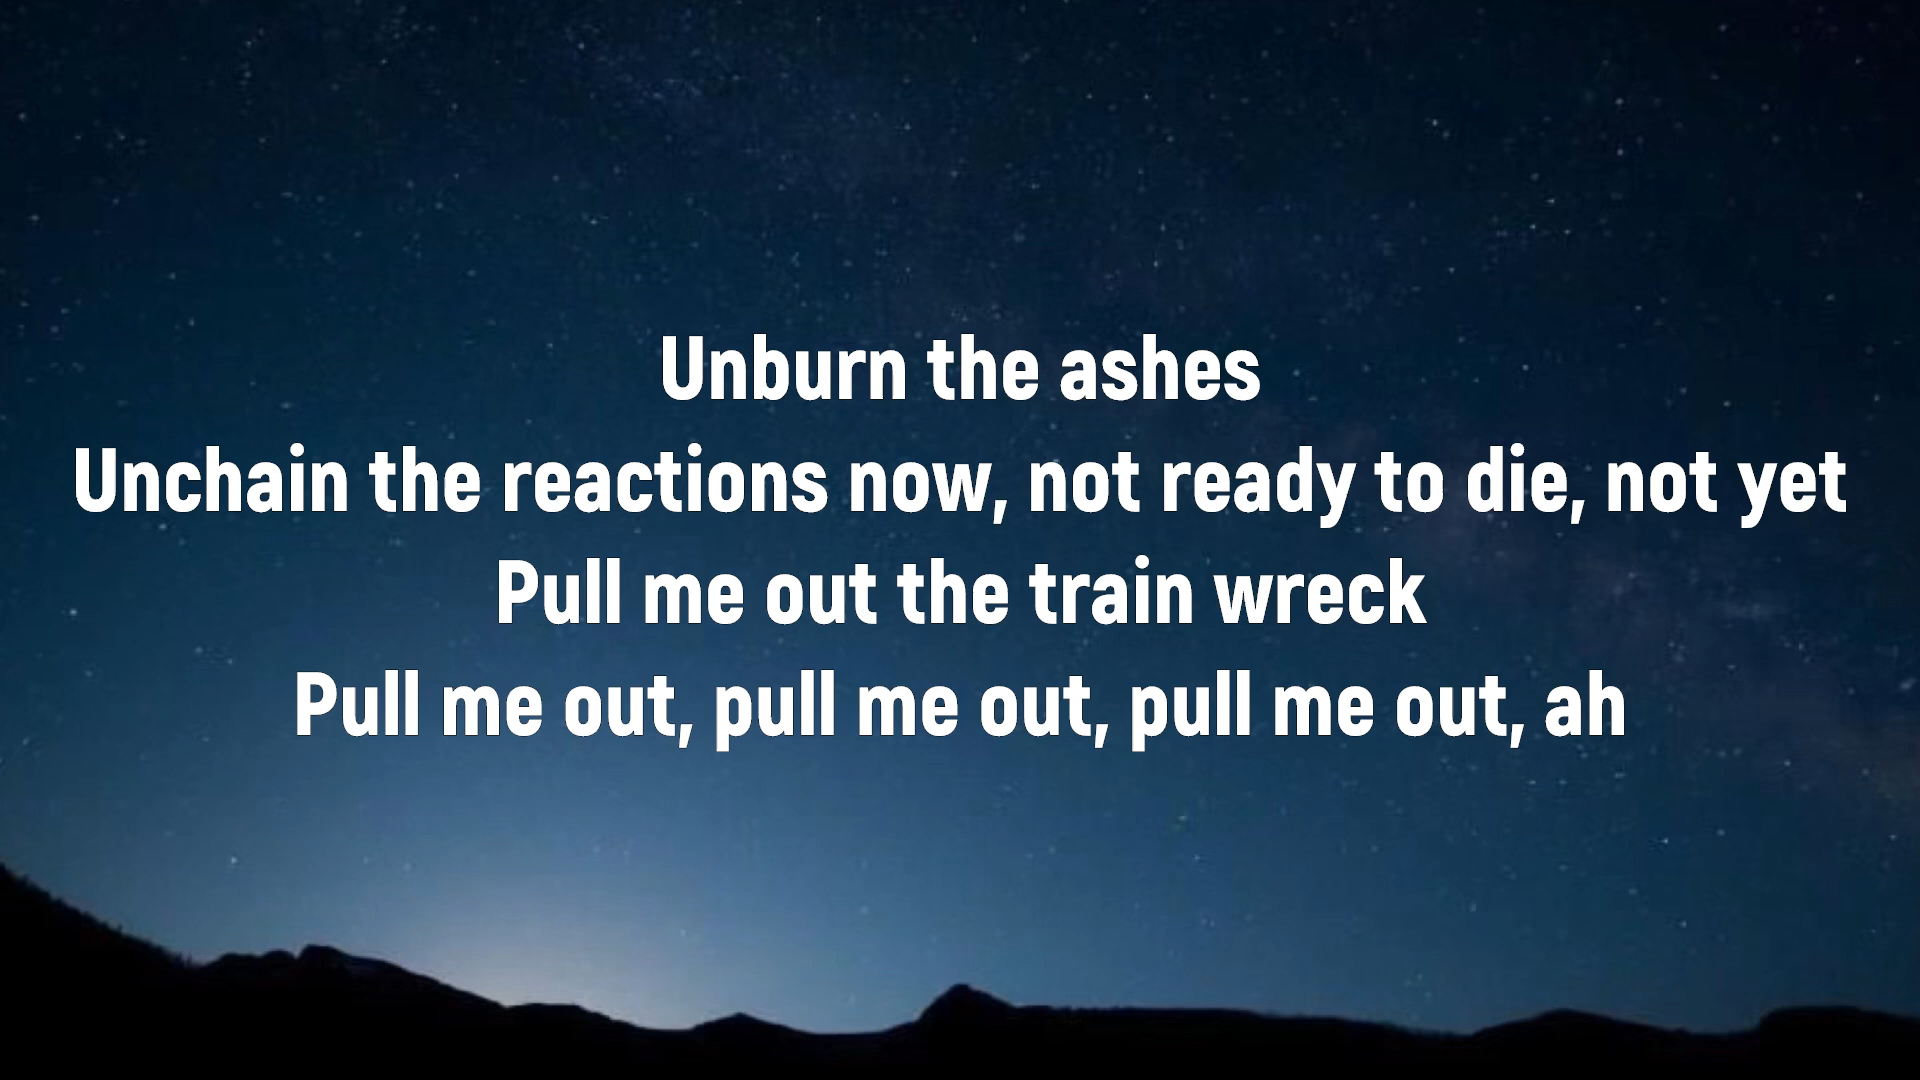 Unburn the ashes
Unchain the reactions now, not ready to die, not yet
Pull me out the train wreck
Pull me out, pull me out, pull me out, ah